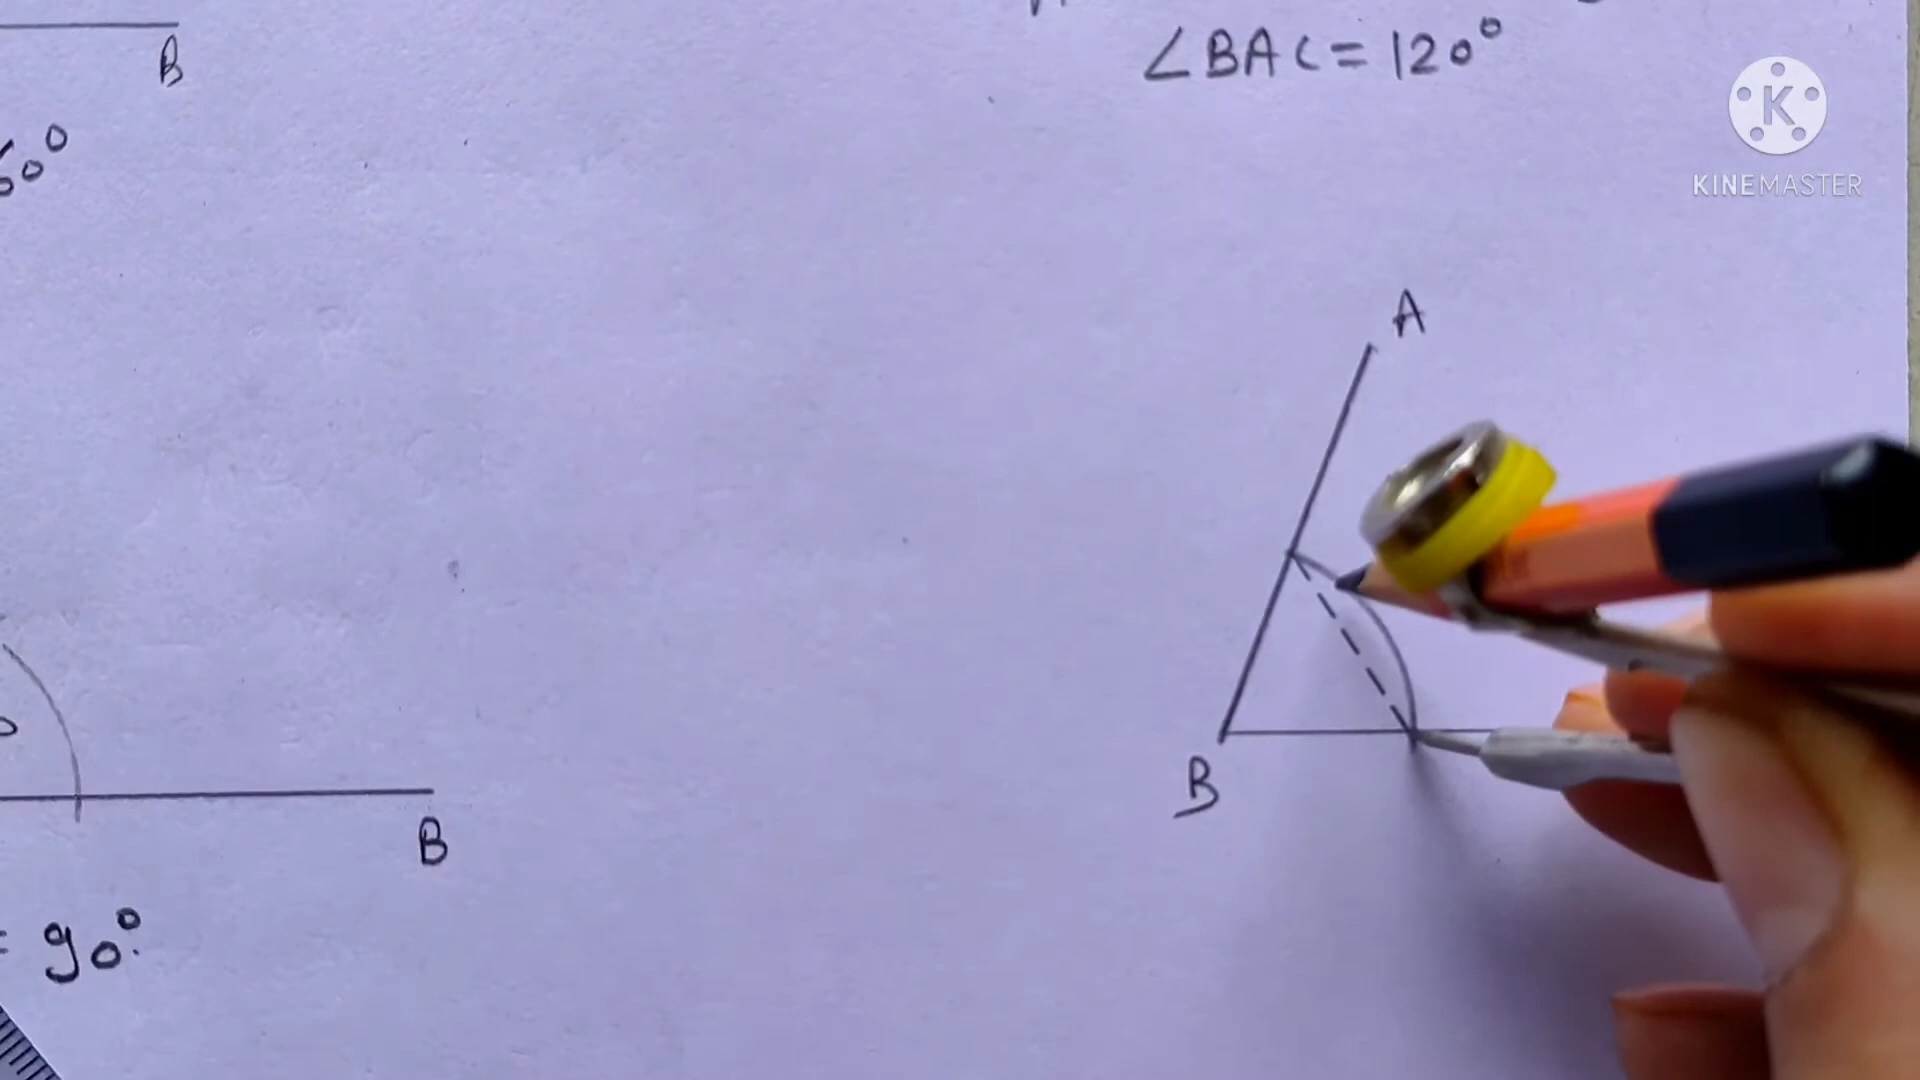 ∠BAC = 120°
B
60°
A
B
B
= 90°
KINEMASTER